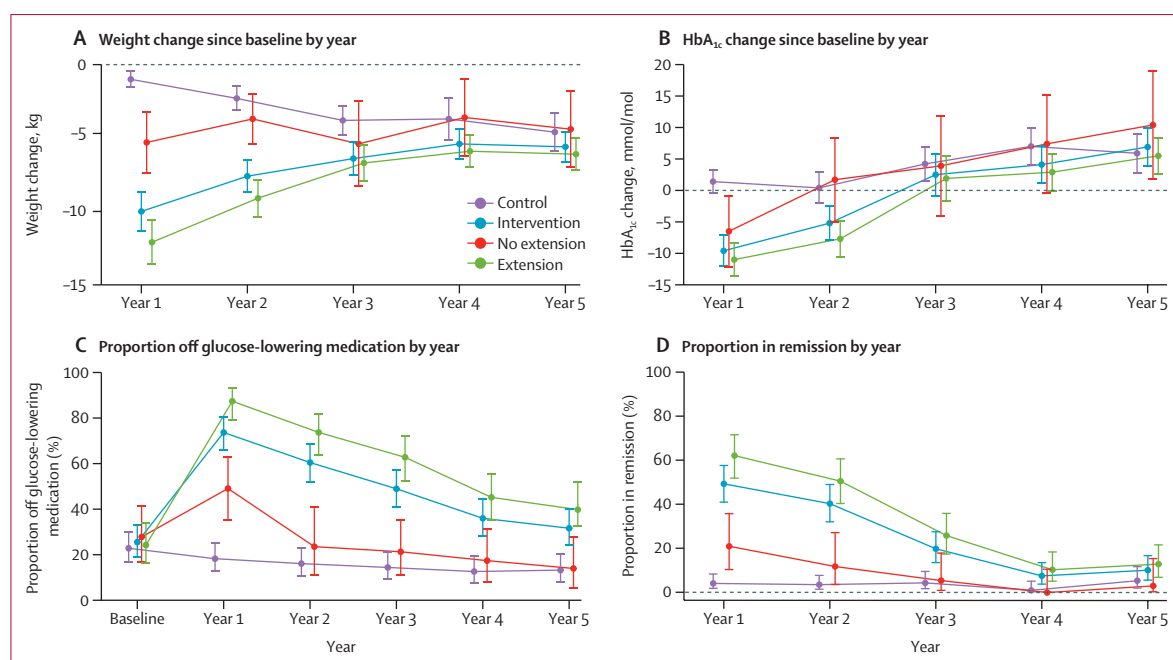 A Weight change since baseline by year
0
−5
−10
−15
Weight change, kg
Control
Intervention
No extension
Extension
Year 1 Year 2 Year 3 Year 4 Year 5
B HbA1c change since baseline by year
20
15
10
5
0
−5
−10
−15
HbA1c change, mmol/mol
Year 1 Year 2 Year 3 Year 4 Year 5
C Proportion off glucose-lowering medication by year
100
80
60
40
20
0
Proportion off glucose-lowering
medication (%)
Baseline Year 1 Year 2 Year 3 Year 4 Year 5
Year
D Proportion in remission by year
100
80
60
40
20
0
Proportion in remission (%)
Year 1 Year 2 Year 3 Year 4 Year 5
Year